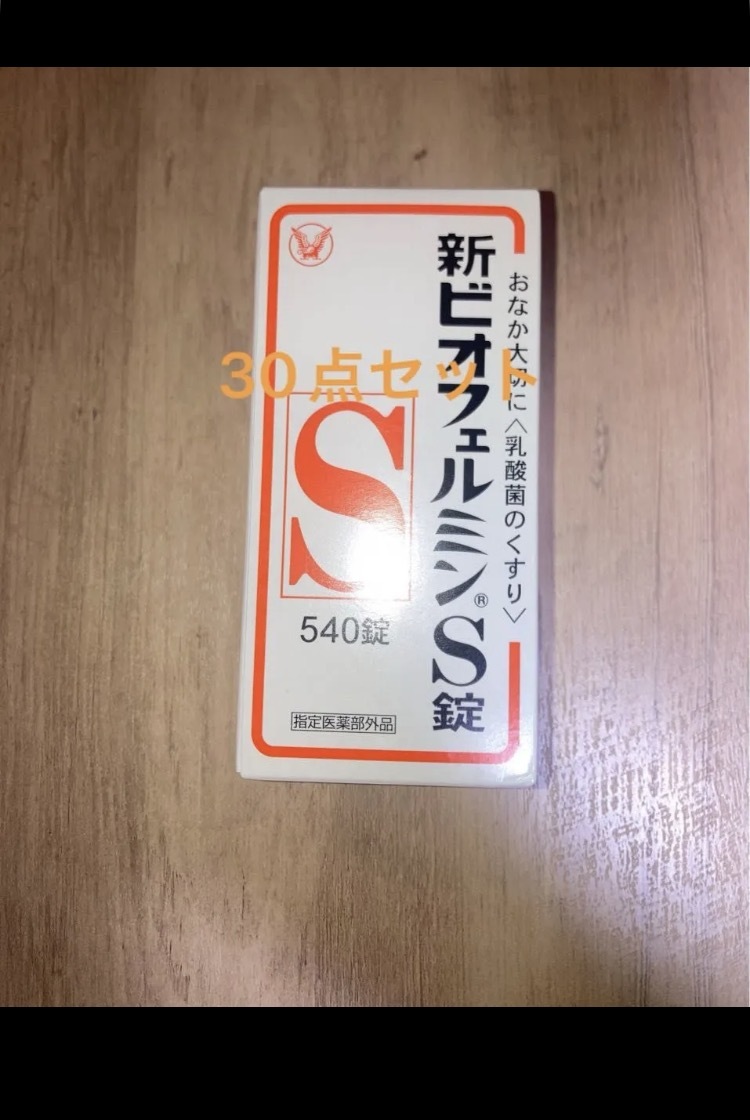 おなか大切に〈乳酸菌のくすり〉
新ビオフェルミン®S錠
30点セット
S
540錠
指定医薬部外品